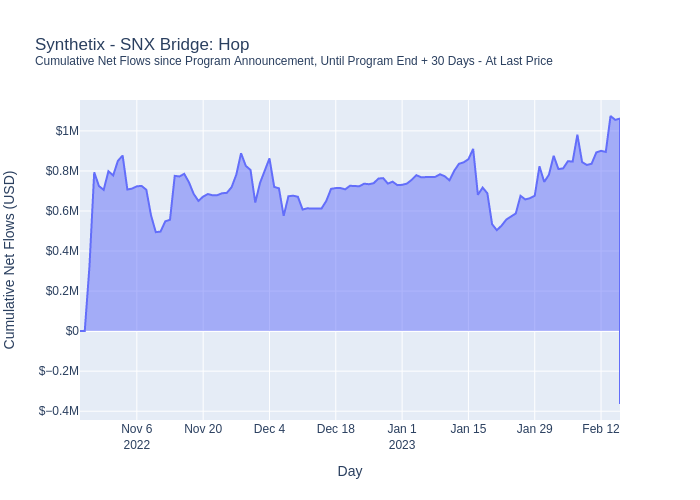 Synthetix - SNX Bridge: Hop
Cumulative Net Flows since Program Announcement, Until Program End + 30 Days - At Last Price
Cumulative Net Flows (USD)
$1M
$0.8M
$0.6M
$0.4M
$0.2M
$0
$−0.2M
$−0.4M
Nov 6
2022
Nov 20
Dec 4
Dec 18
Jan 1
2023
Jan 15
Jan 29
Feb 12
Day